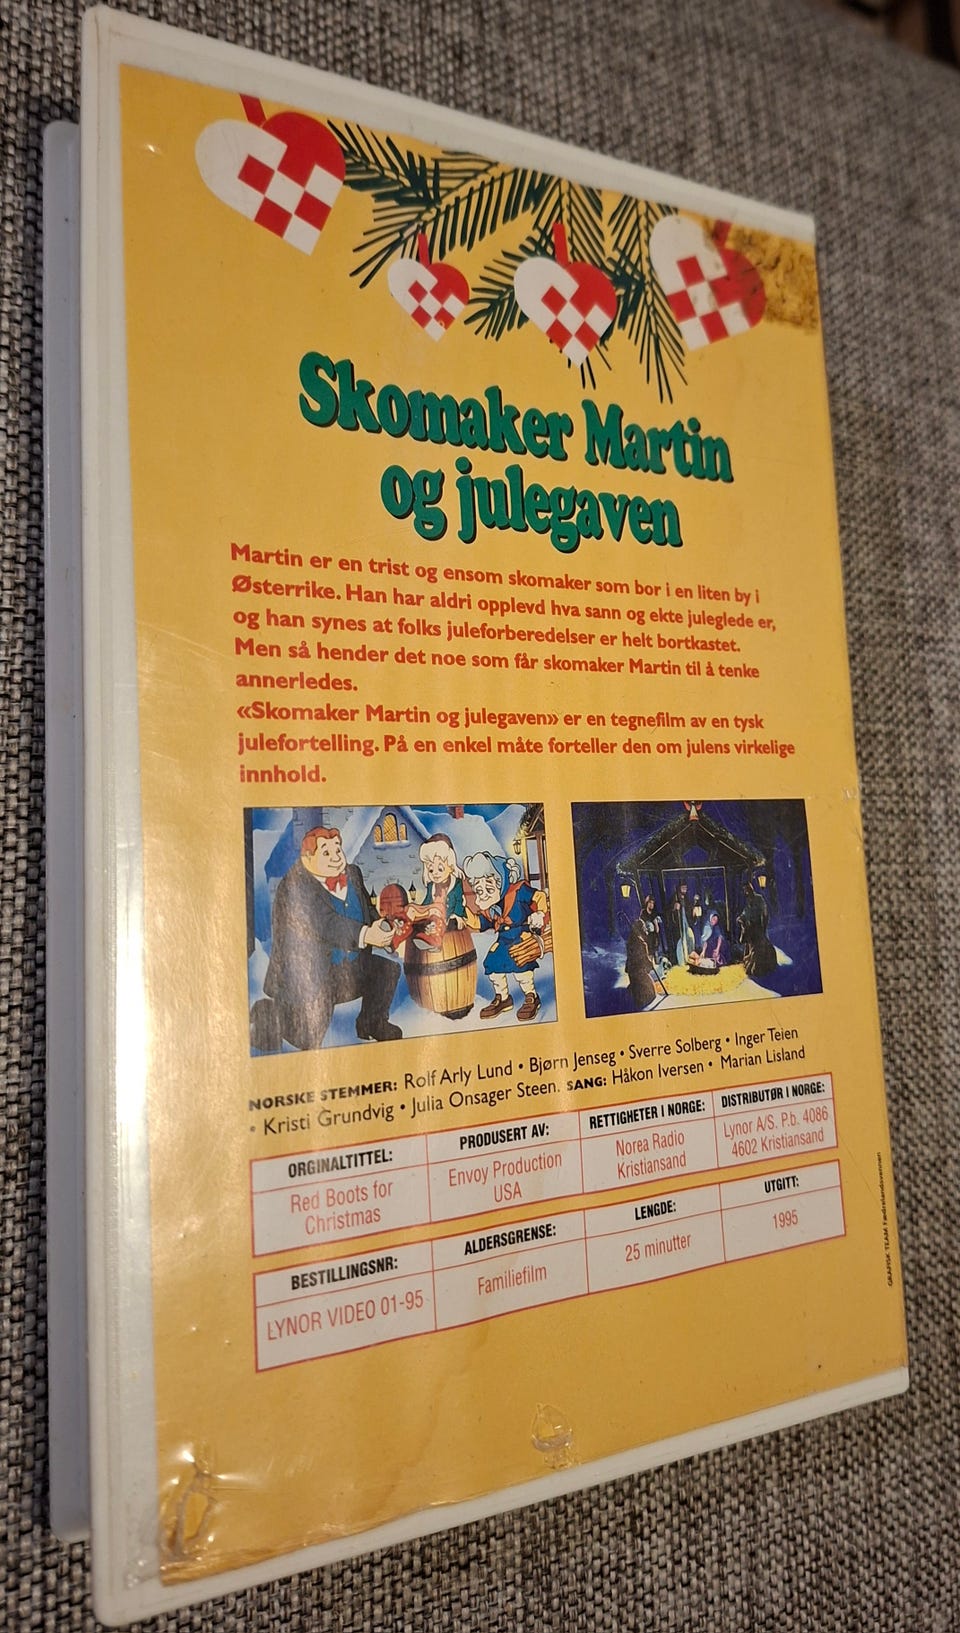 Skomaker Martin
og julegaven
Martin er en trist og ensom skomaker som bor i en liten by i
Østerrike. Han har aldri opplevd hva sann og ekte juleglede er,
og han synes at folks juleforberedelser er helt bortkastet.
Men så hender det noe som får skomaker Martin til å tenke
annerledes.
«Skomaker Martin og julegaven» er en tegnefilm av en tysk
julefortelling. På en enkel måte forteller den om julens virkelige
innhold.
NORSKE STEMMER: Rolf Arly Lund • Bjørn Jenseg • Sverre Solberg • Inger Teien
• Kristi Grundvig • Julia Onsager Steen. SANG: Håkon Iversen • Marian Lisland
ORGINALTITTEL:
Red Boots for
Christmas
PRODUSERT AV:
Envoy Production
USA
RETTIGHETER I NORGE:
Norea Radio
Kristiansand
DISTRIBUTØR I NORGE:
Lynor A/S. P.b. 4086
4602 Kristiansand
BESTILLINGSNR:
LYNOR VIDEO 01-95
ALDERSGRENSE:
Familiefilm
LENGDE:
25 minutter
UTGITT:
1995
GRAFISK TEAM Fædrelandsvennen